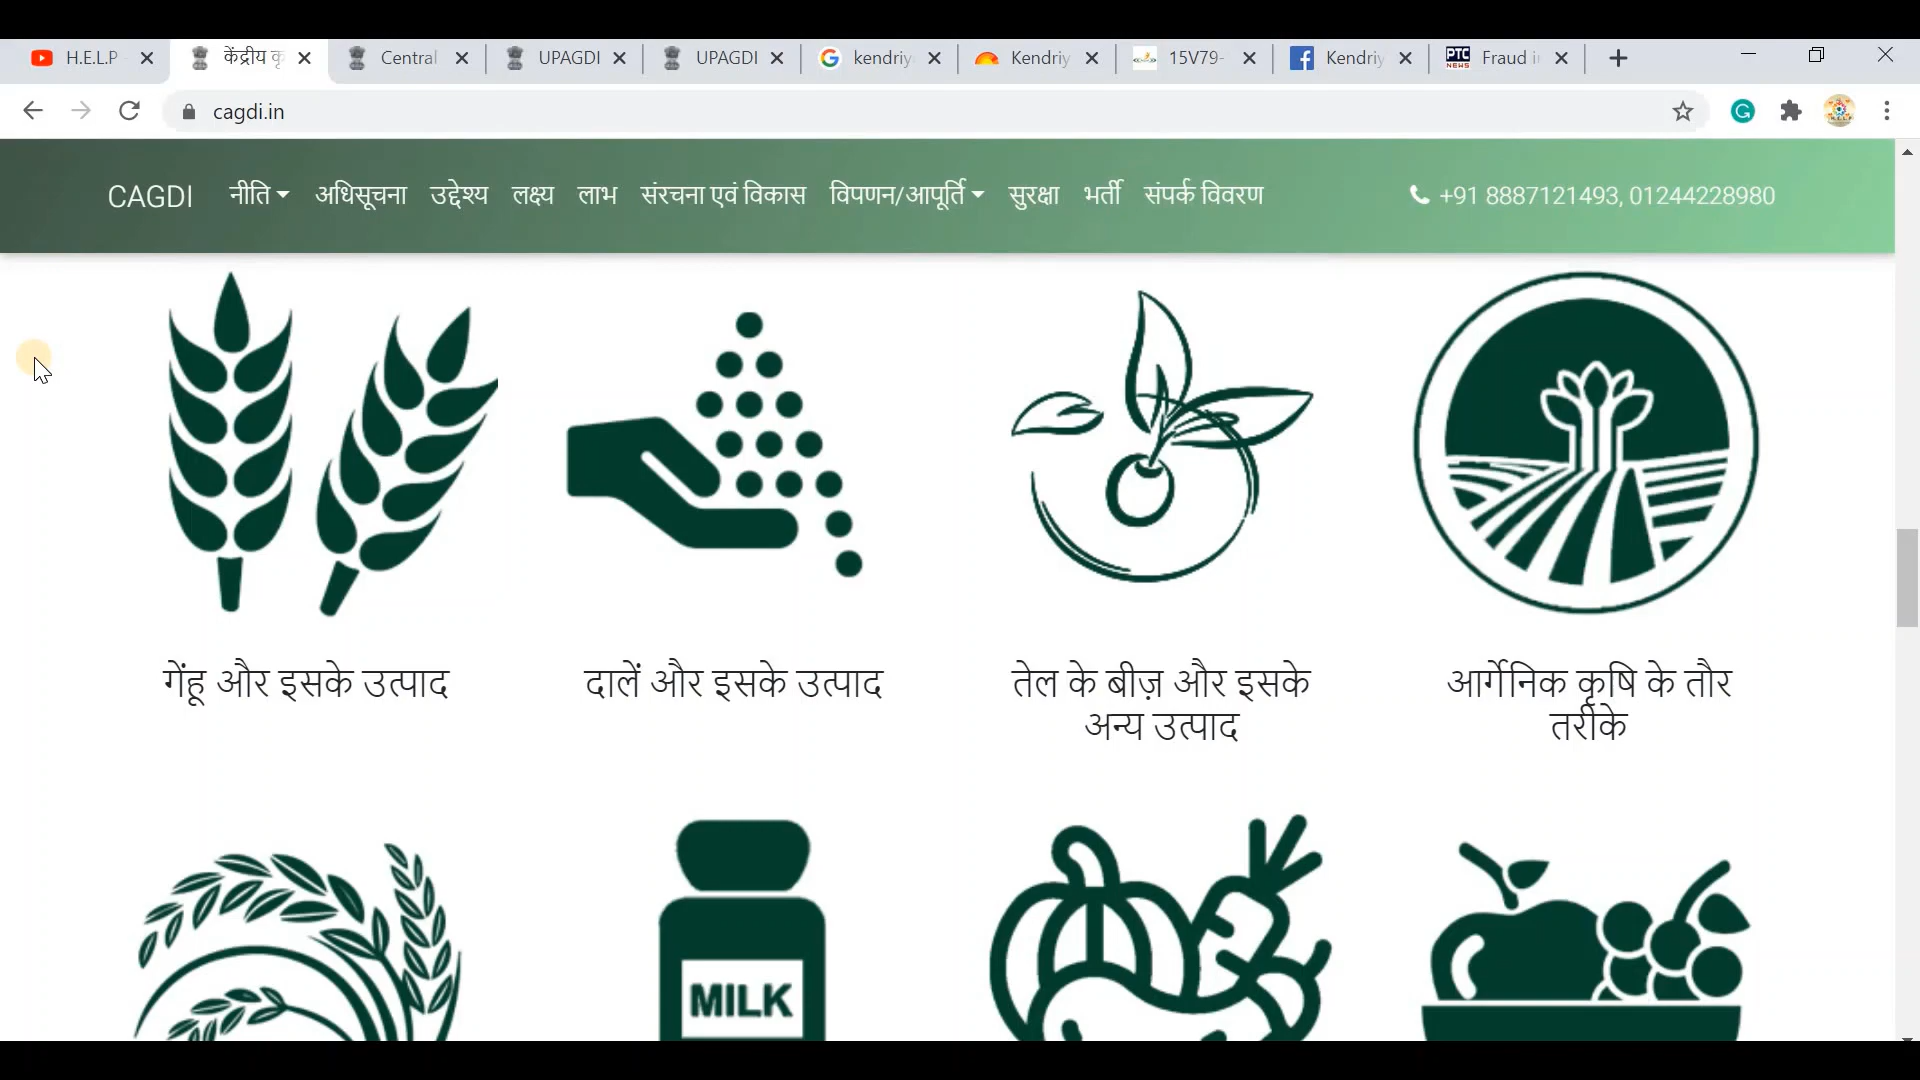 H.E.L.P
केंद्रीय कृ
Central
UPAGDI
UPAGDI
kendriy
Kendriy
15V79-
Kendriy
PTC NEWS
Fraud i
cagdi.in
CAGDI नीति अधिसूचना उद्देश्य लक्ष्य लाभ संरचना एवं विकास विपणन/आपूर्ति सुरक्षा भर्ती संपर्क विवरण +91 8887121493, 01244228980
गेंहू और इसके उत्पाद
दालें और इसके उत्पाद
तेल के बीज़ और इसके
अन्य उत्पाद
आर्गेनिक कृषि के तौर
तरीके
MILK